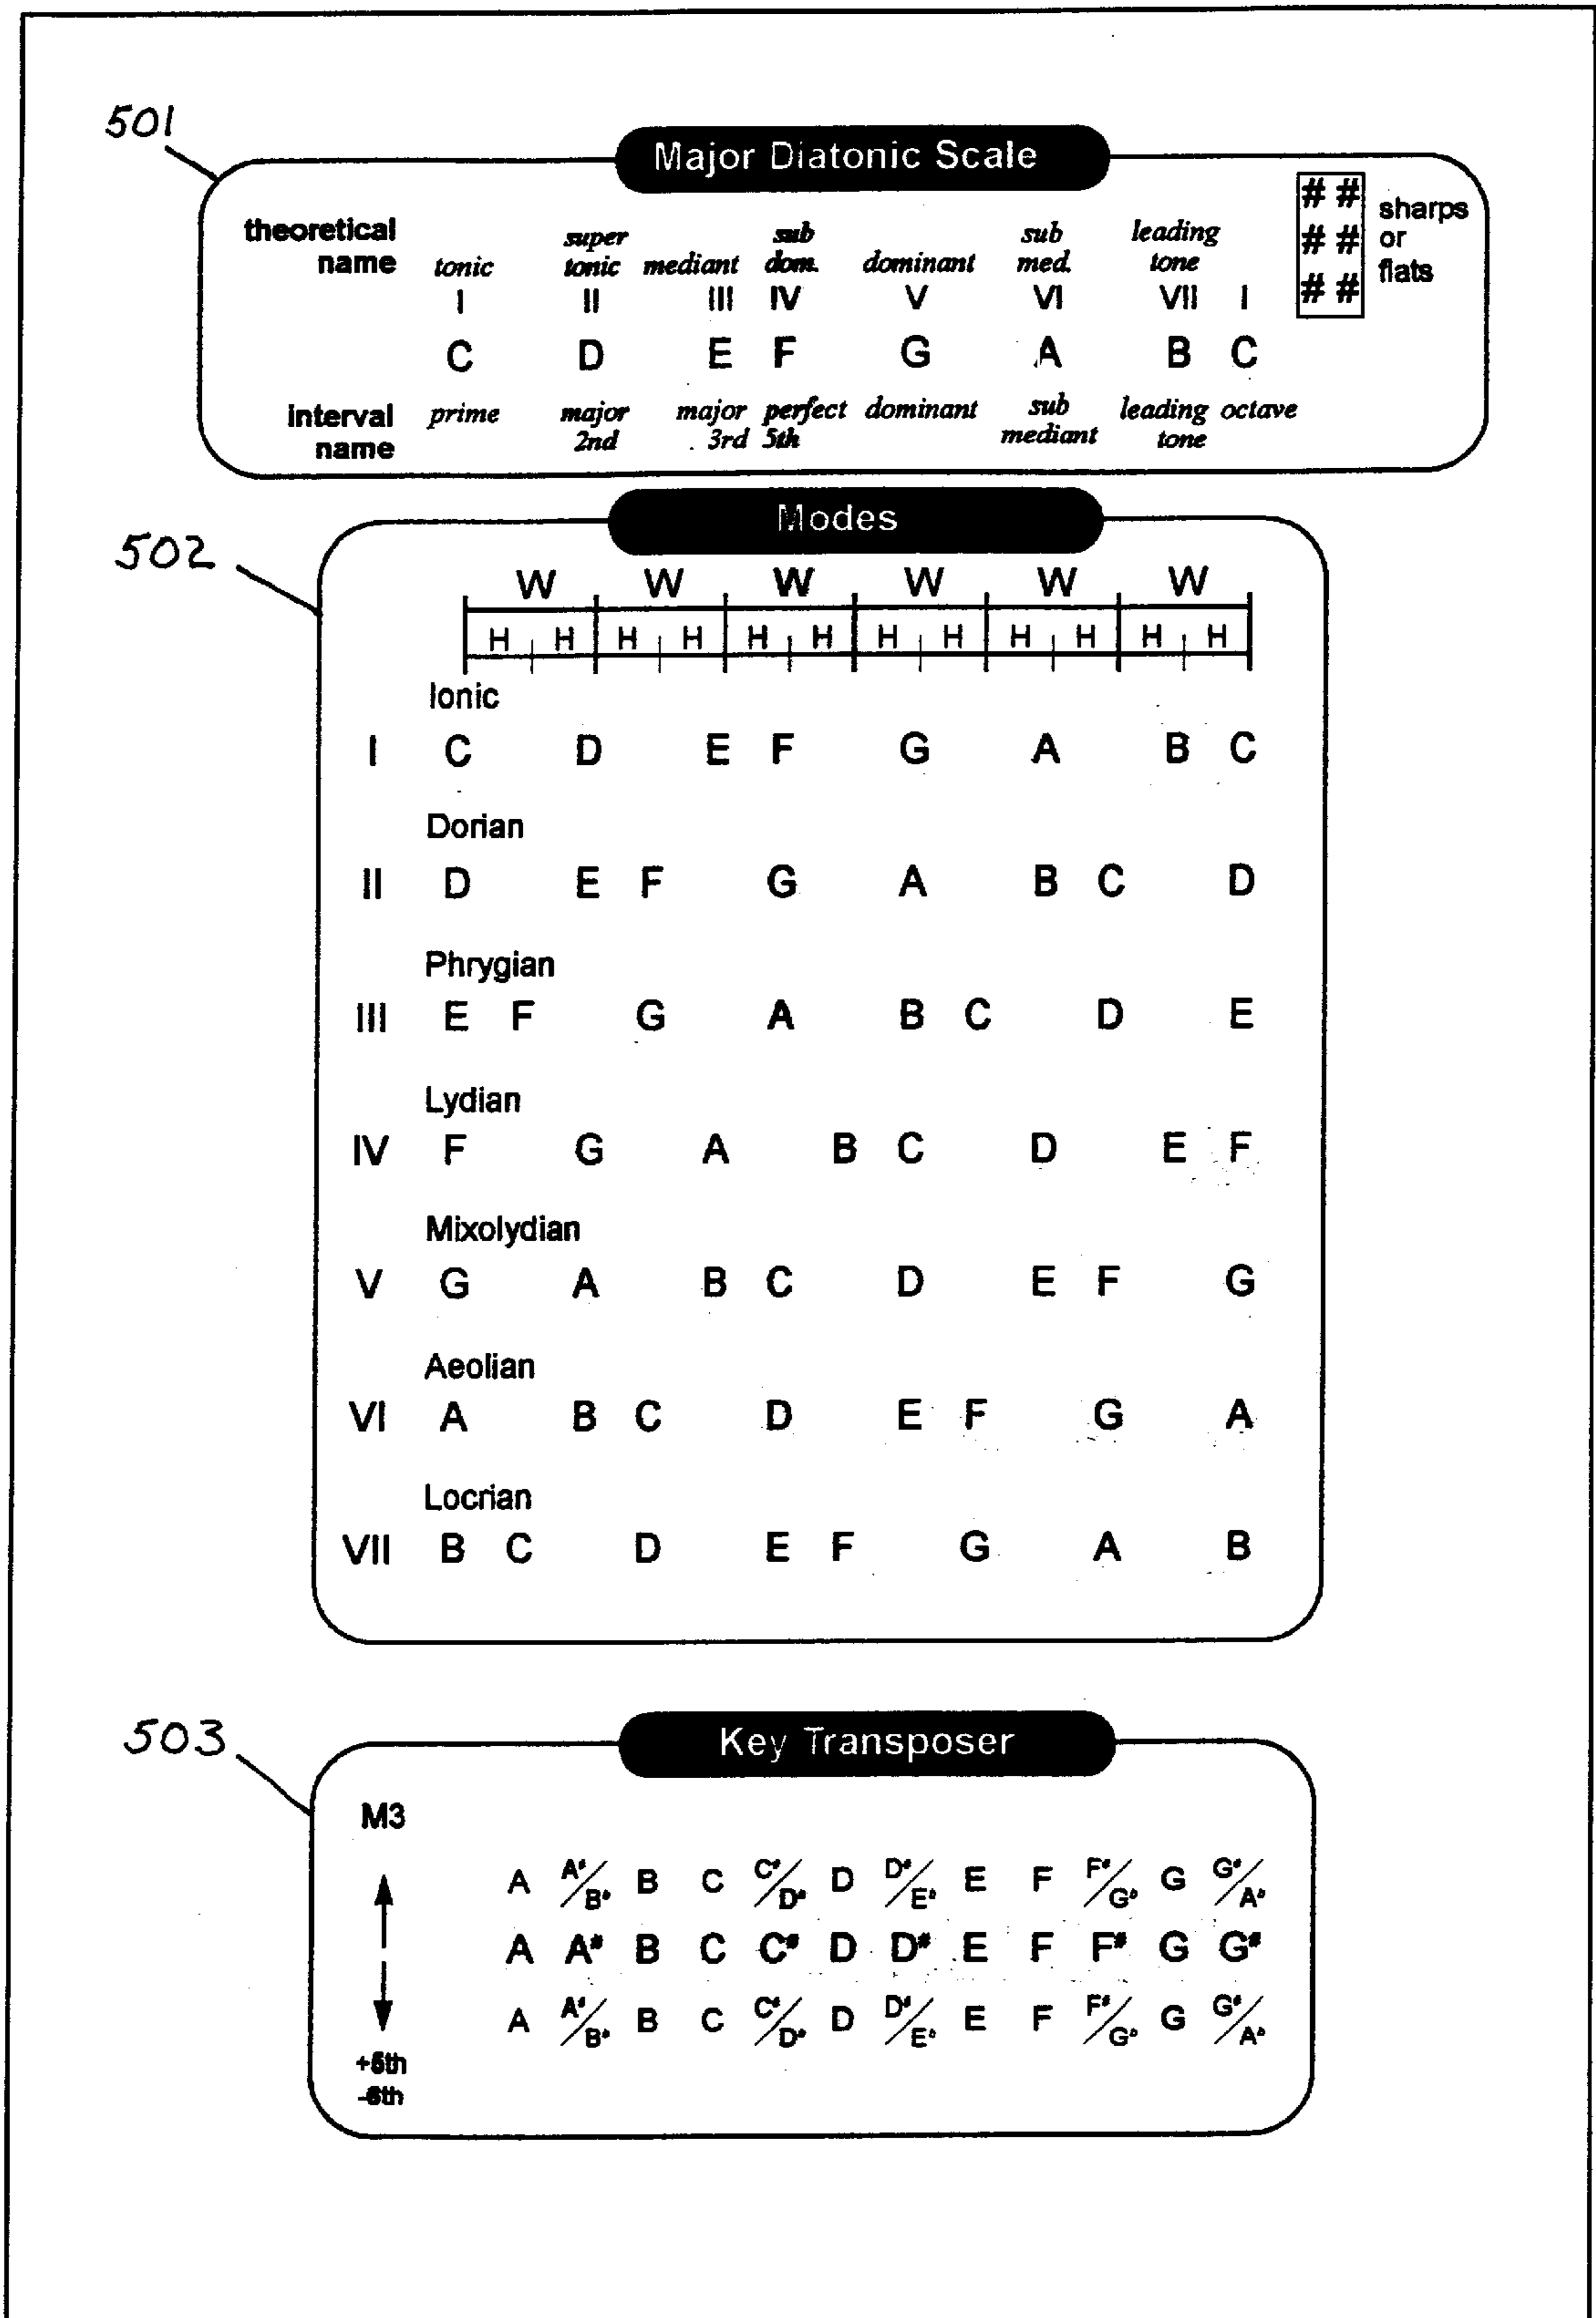 501
Major Diatonic Scale
theoretical name tonic super tonic mediant sub dom. dominant sub med. leading tone
# # # # # # sharps or flats
I II III IV V VI VII I
C D E F G A B C
interval name prime major 2nd major 3rd perfect 5th dominant sub mediant leading tone octave
502
Modes
W W W W W W
H H H H H H H H H H H H
Ionic
I C D E F G A B C
Dorian
II D E F G A B C D
Phrygian
III E F G A B C D E
Lydian
IV F G A B C D E F
Mixolydian
V G A B C D E F G
Aeolian
VI A B C D E F G A
Locrian
VII B C D E F G A B
503
Key Transposer
M3
A A#/B♭ B C C#/D♭ D D#/E♭ E F F#/G♭ G G#/A♭
A A# B C C# D D# E F F# G G#
A A#/B♭ B C C#/D♭ D D#/E♭ E F F#/G♭ G G#/A♭